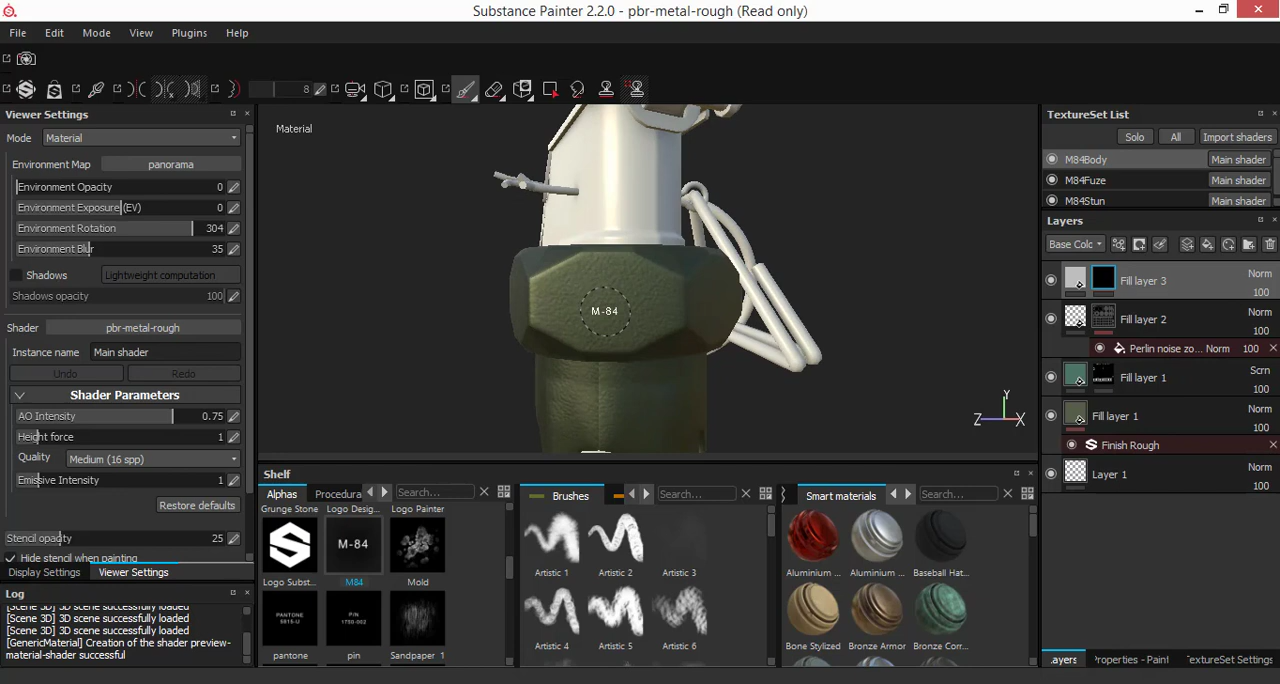 Substance Painter 2.2.0 - pbr-metal-rough (Read only)
File Edit Mode View Plugins Help
8
Viewer Settings
Mode Material
Environment Map panorama
Environment Opacity 0
Environment Exposure (EV) 0
Environment Rotation 304
Environment Blur 35
Shadows Lightweight computation
Shadows opacity 100
Shader pbr-metal-rough
Instance name Main shader
Undo Redo
Shader Parameters
AO Intensity 0.75
Height force 1
Quality Medium (16 spp)
Emissive Intensity 1
Restore defaults
Stencil opacity 25
Hide stencil when painting
Display Settings Viewer Settings
Log
[Scene 3D] 3D scene successfully loaded
[Scene 3D] 3D scene successfully loaded
[Scene 3D] 3D scene successfully loaded
[GenericMaterial] Creation of the shader preview-
material-shader successful
Material
M-84
Y
Z X
Shelf
Alphas Procedura Search...
Grunge Stone Logo Desig... Logo Painter
M-84
Logo Subst... M84 Mold
PANTONE
5815-U
P/N
1730-002
pantone pin Sandpaper 1
Brushes Search...
Artistic 1 Artistic 2 Artistic 3
Artistic 4 Artistic 5 Artistic 6
Smart materials Search...
Aluminium ... Aluminium ... Baseball Hat...
Bone Stylized Bronze Armor Bronze Corr...
TextureSet List
Solo All Import shaders
M84Body Main shader
M84Fuze Main shader
M84Stun Main shader
Layers
Base Colc
Fill layer 3 Norm
100
Fill layer 2 Norm
100
Perlin noise zo... Norm 100
Fill layer 1 Scrn
100
Fill layer 1 Norm
100
Finish Rough
Layer 1 Norm
100
.ayers Properties - Paint TextureSet Settings